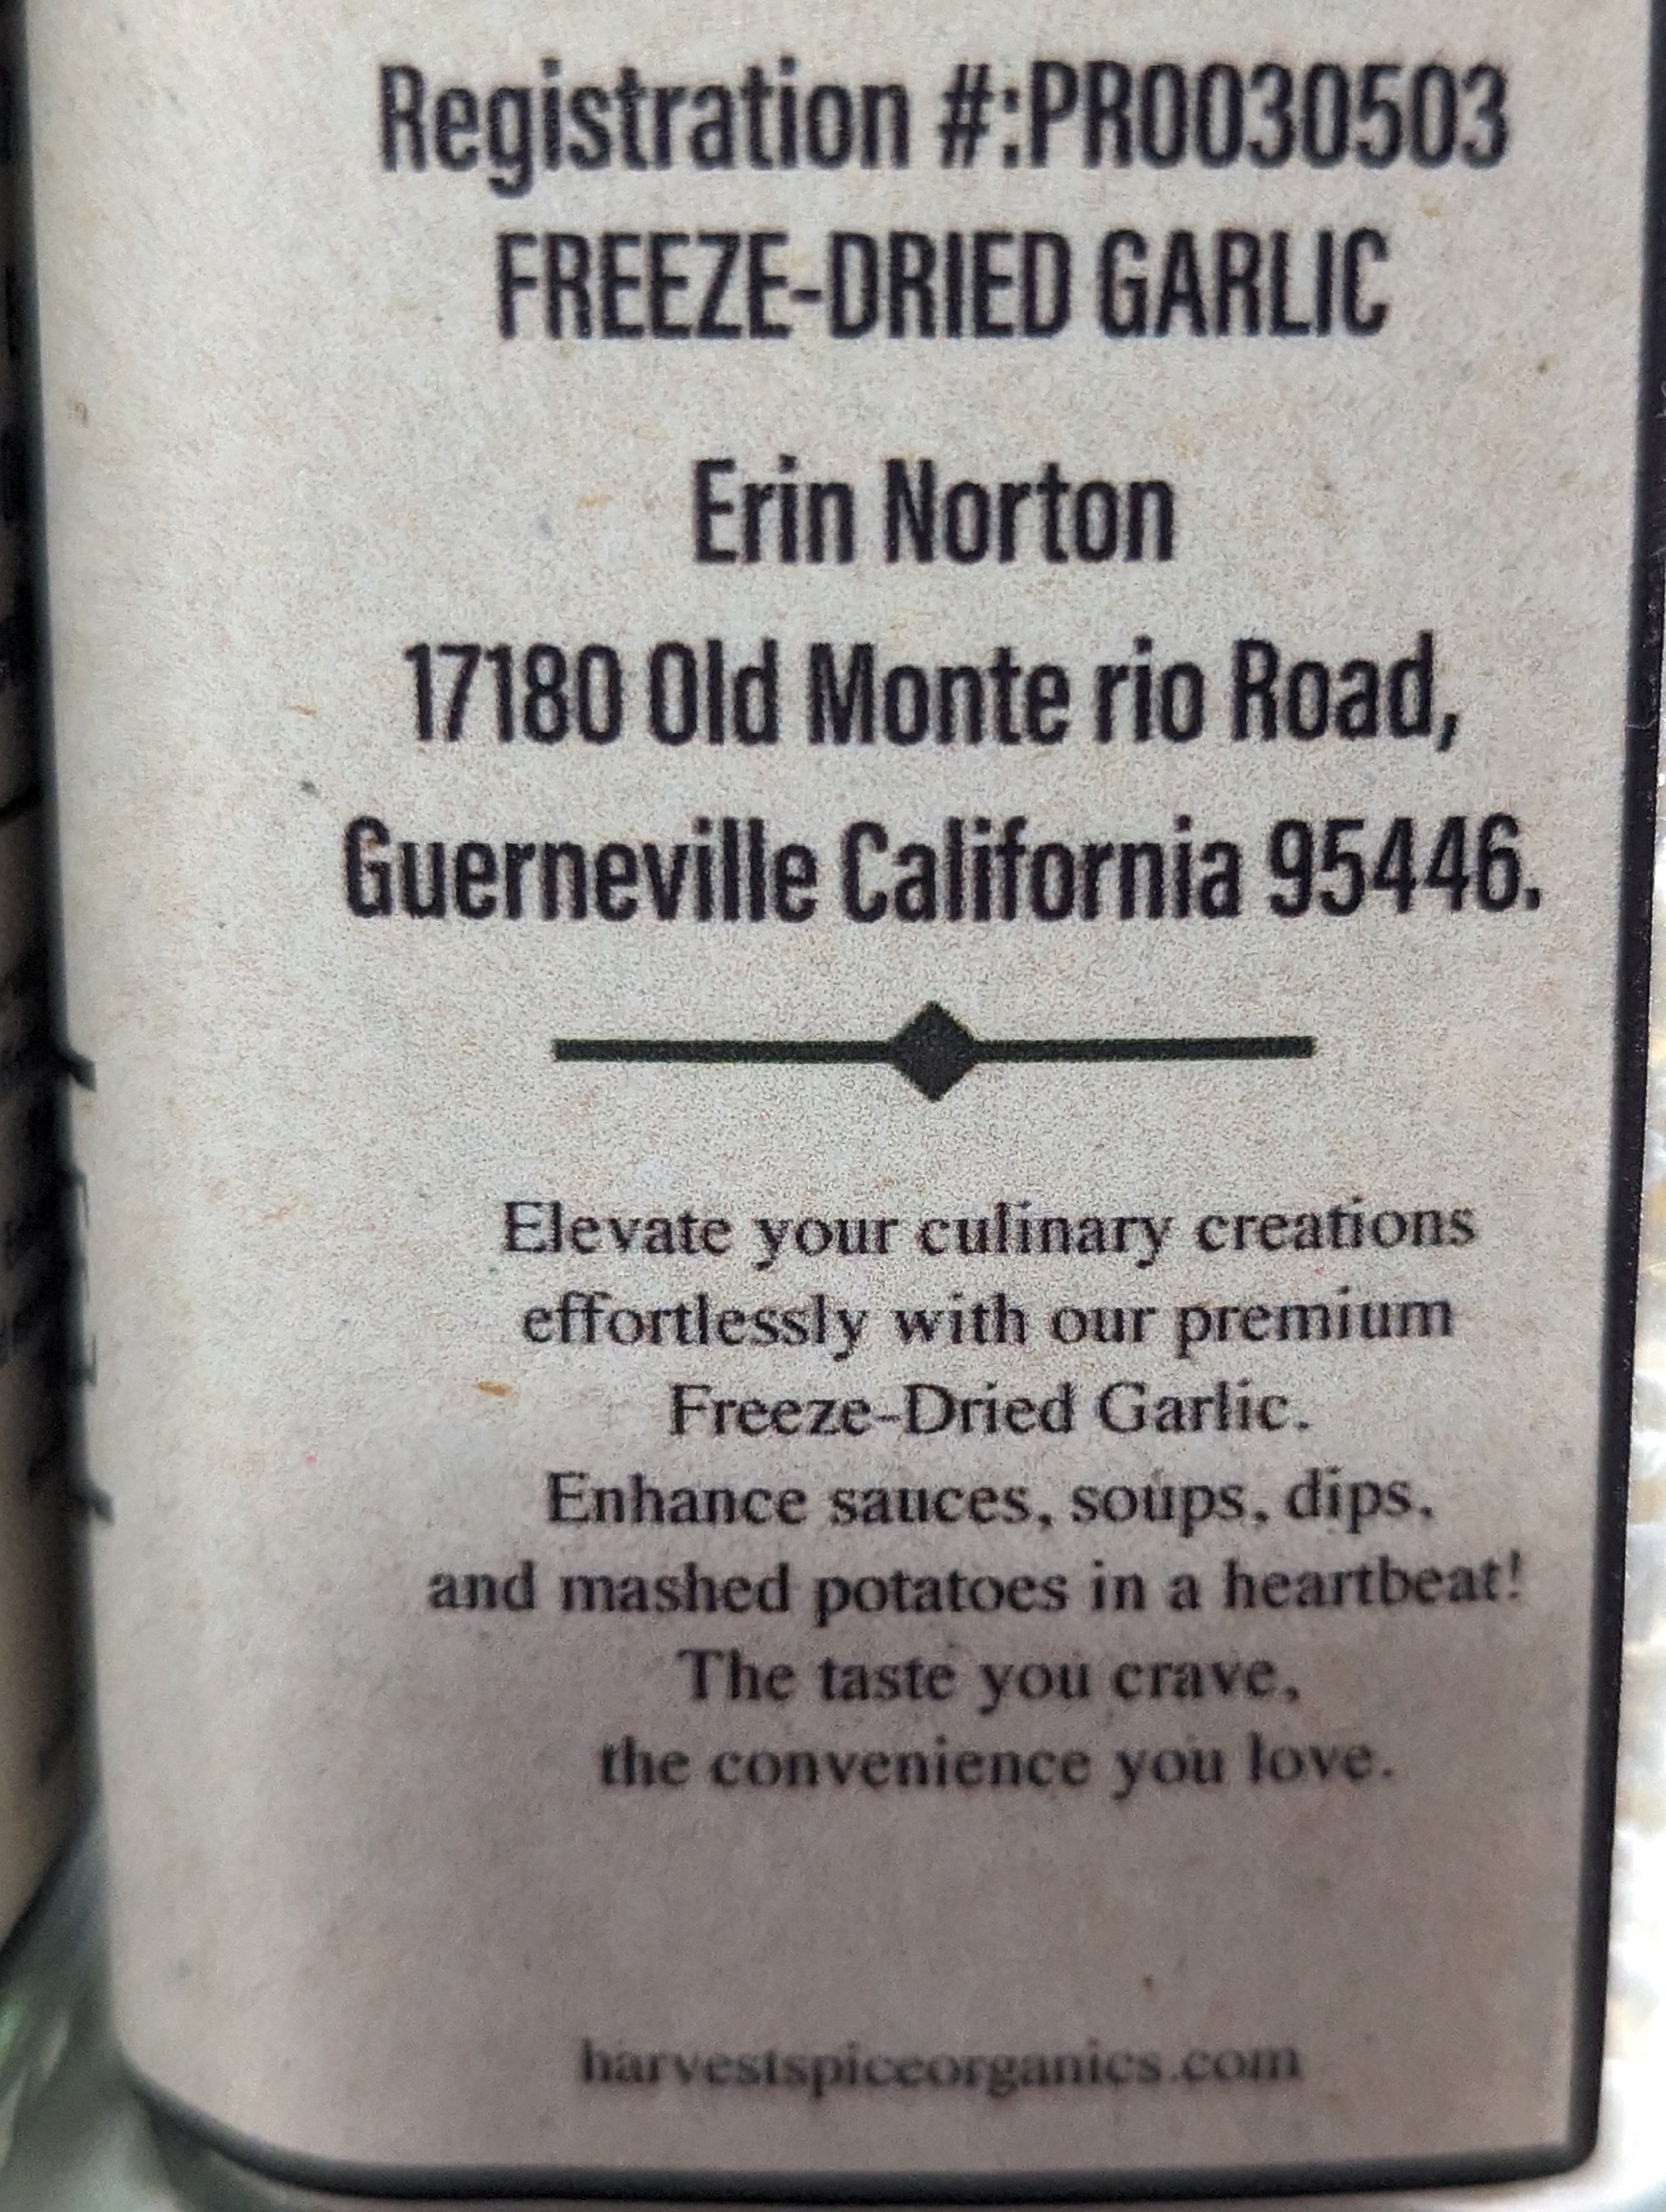 Registration #:PR0030503
FREEZE-DRIED GARLIC
Erin Norton
17180 Old Monte rio Road,
Guerneville California 95446.
Elevate your culinary creations
effortlessly with our premium
Freeze-Dried Garlic.
Enhance sauces, soups, dips,
and mashed potatoes in a heartbeat!
The taste you crave,
the convenience you love.
harvestspiceorganics.com